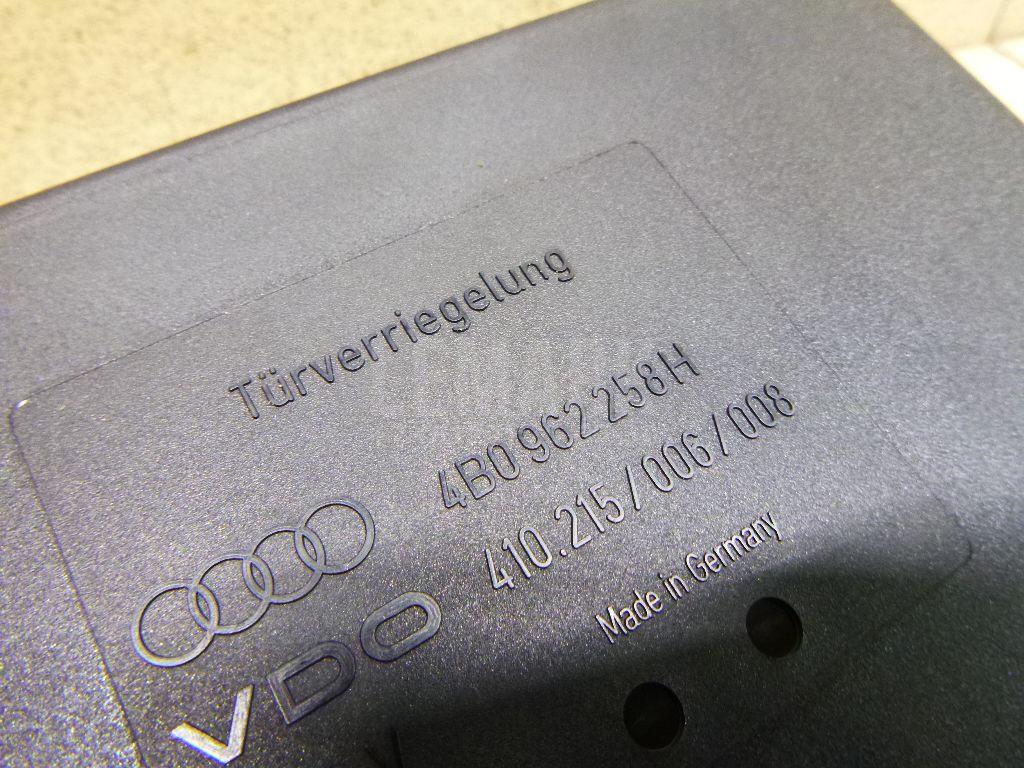 Türverriegelung
4B0 962 258 H
410.215/006/008
Made in Germany
VDO